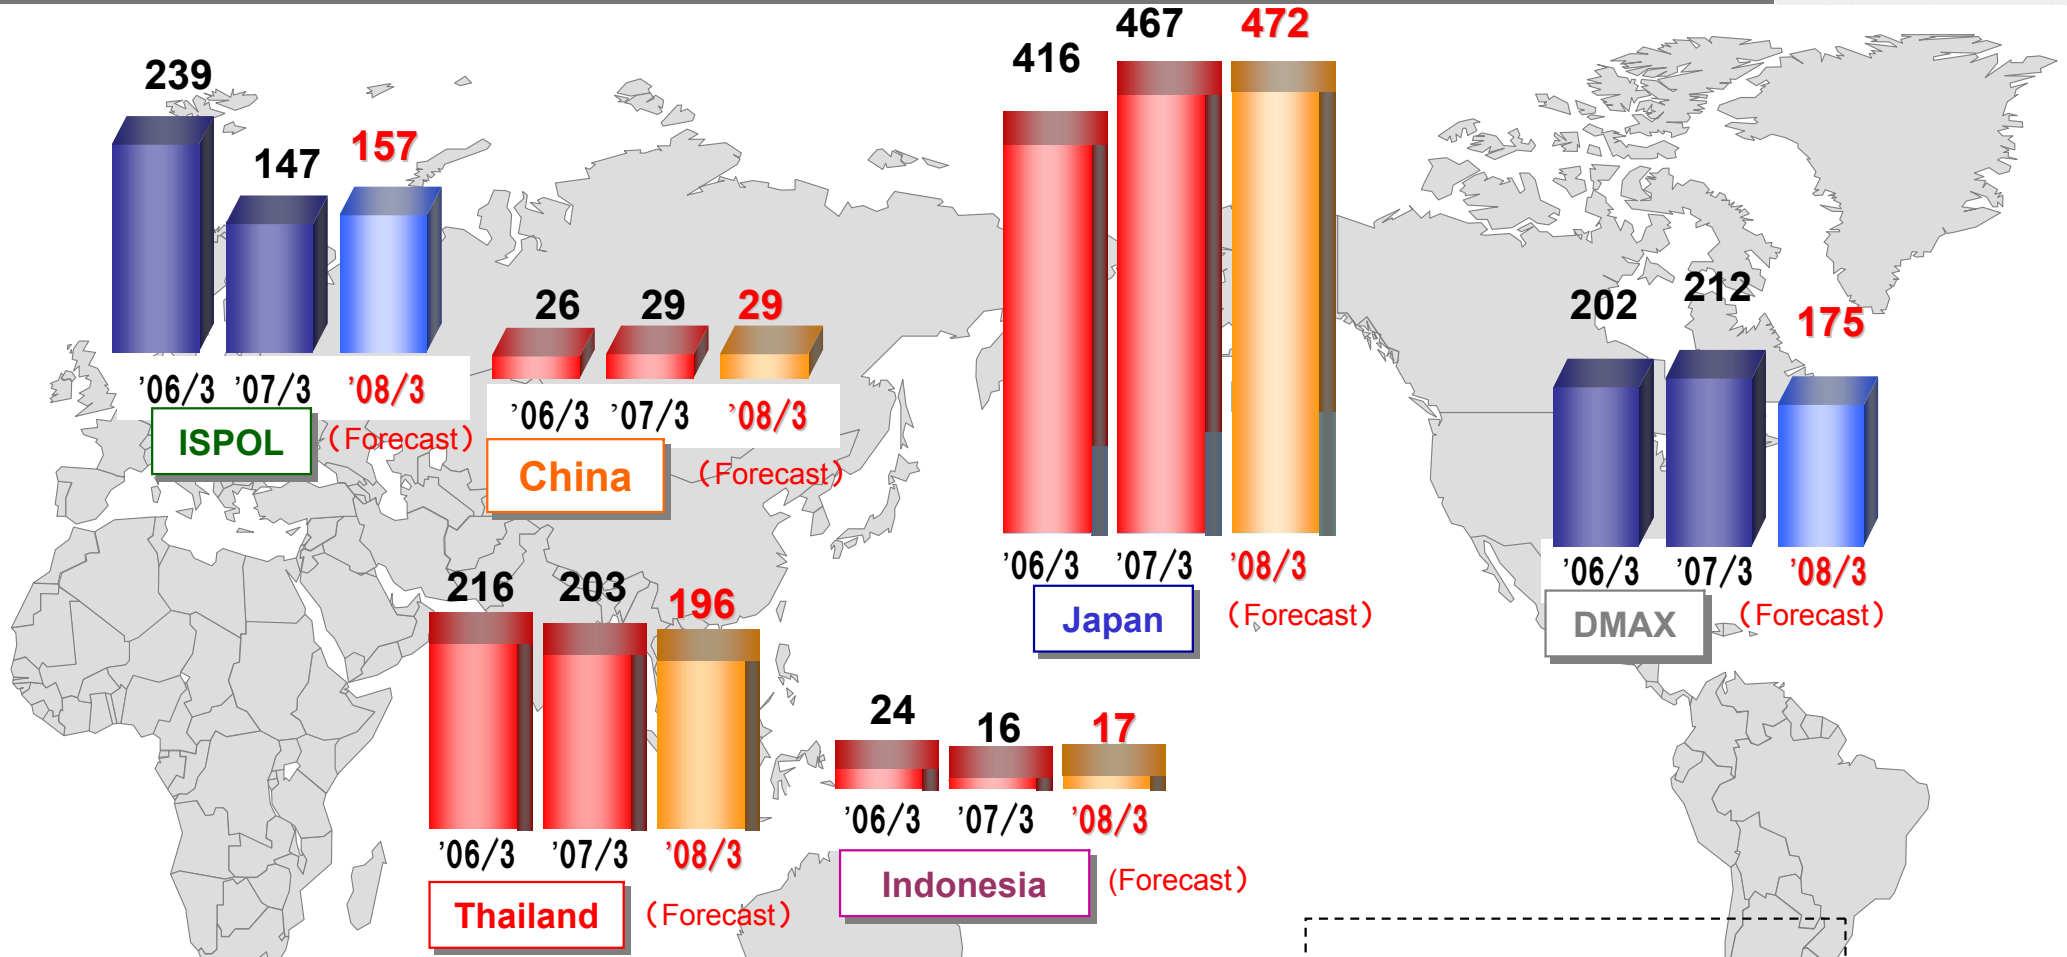 239
147
157
'06/3 '07/3 '08/3
ISPOL
(Forecast)
26
29
29
'06/3 '07/3 '08/3
China
(Forecast)
416
467
472
'06/3 '07/3 '08/3
Japan
(Forecast)
202
212
175
'06/3 '07/3 '08/3
DMAX
(Forecast)
216
203
196
'06/3 '07/3 '08/3
Thailand
(Forecast)
24
16
17
'06/3 '07/3 '08/3
Indonesia
(Forecast)